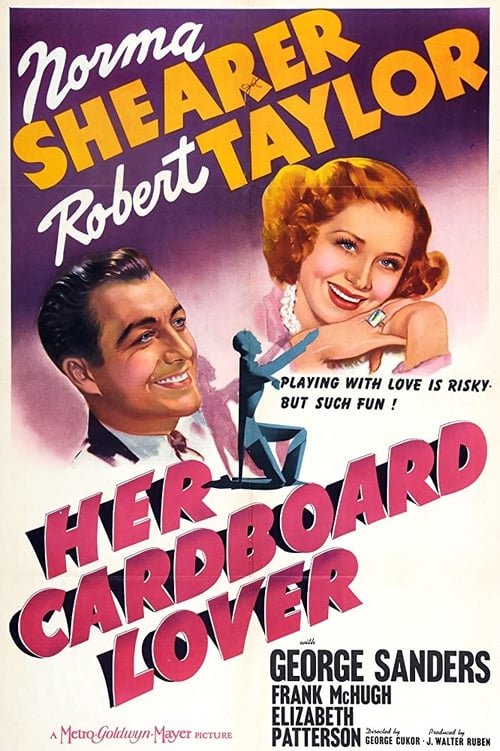 Norma
SHEARER
Robert TAYLOR
PLAYING WITH LOVE IS RISKY-
BUT SUCH FUN!
HER
CARDBOARD
LOVER
with
GEORGE SANDERS
FRANK McHUGH
ELIZABETH
PATTERSON
Directed by
GEORGE CUKOR · Produced by
J. WALTER RUBEN
A Metro-Goldwyn-Mayer PICTURE